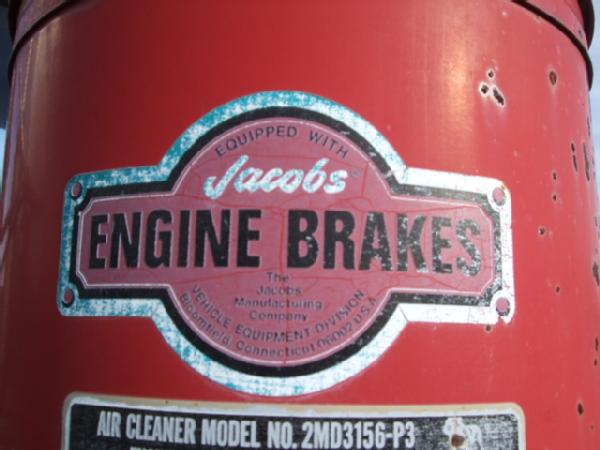 EQUIPPED WITH
Jacobs
ENGINE BRAKES
The
Jacobs
Manufacturing
Company
VEHICLE EQUIPMENT DIVISION
Bloomfield, Connecticut 06002 U.S.A.
AIR CLEANER MODEL NO. 2MD3156-P3